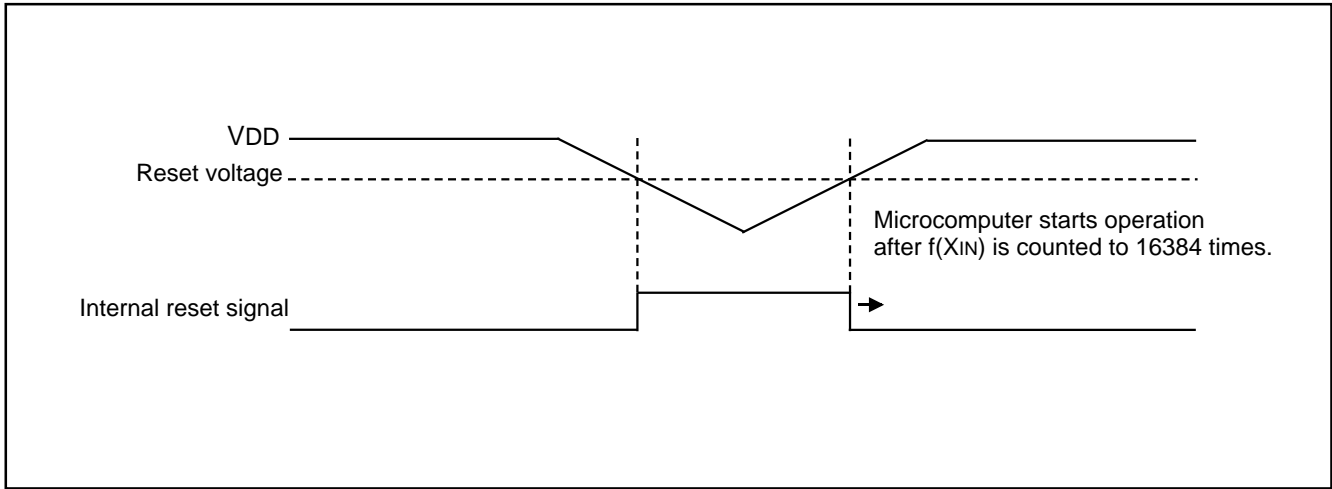 VDD
Reset voltage
Microcomputer starts operation
after f(XIN) is counted to 16384 times.
Internal reset signal